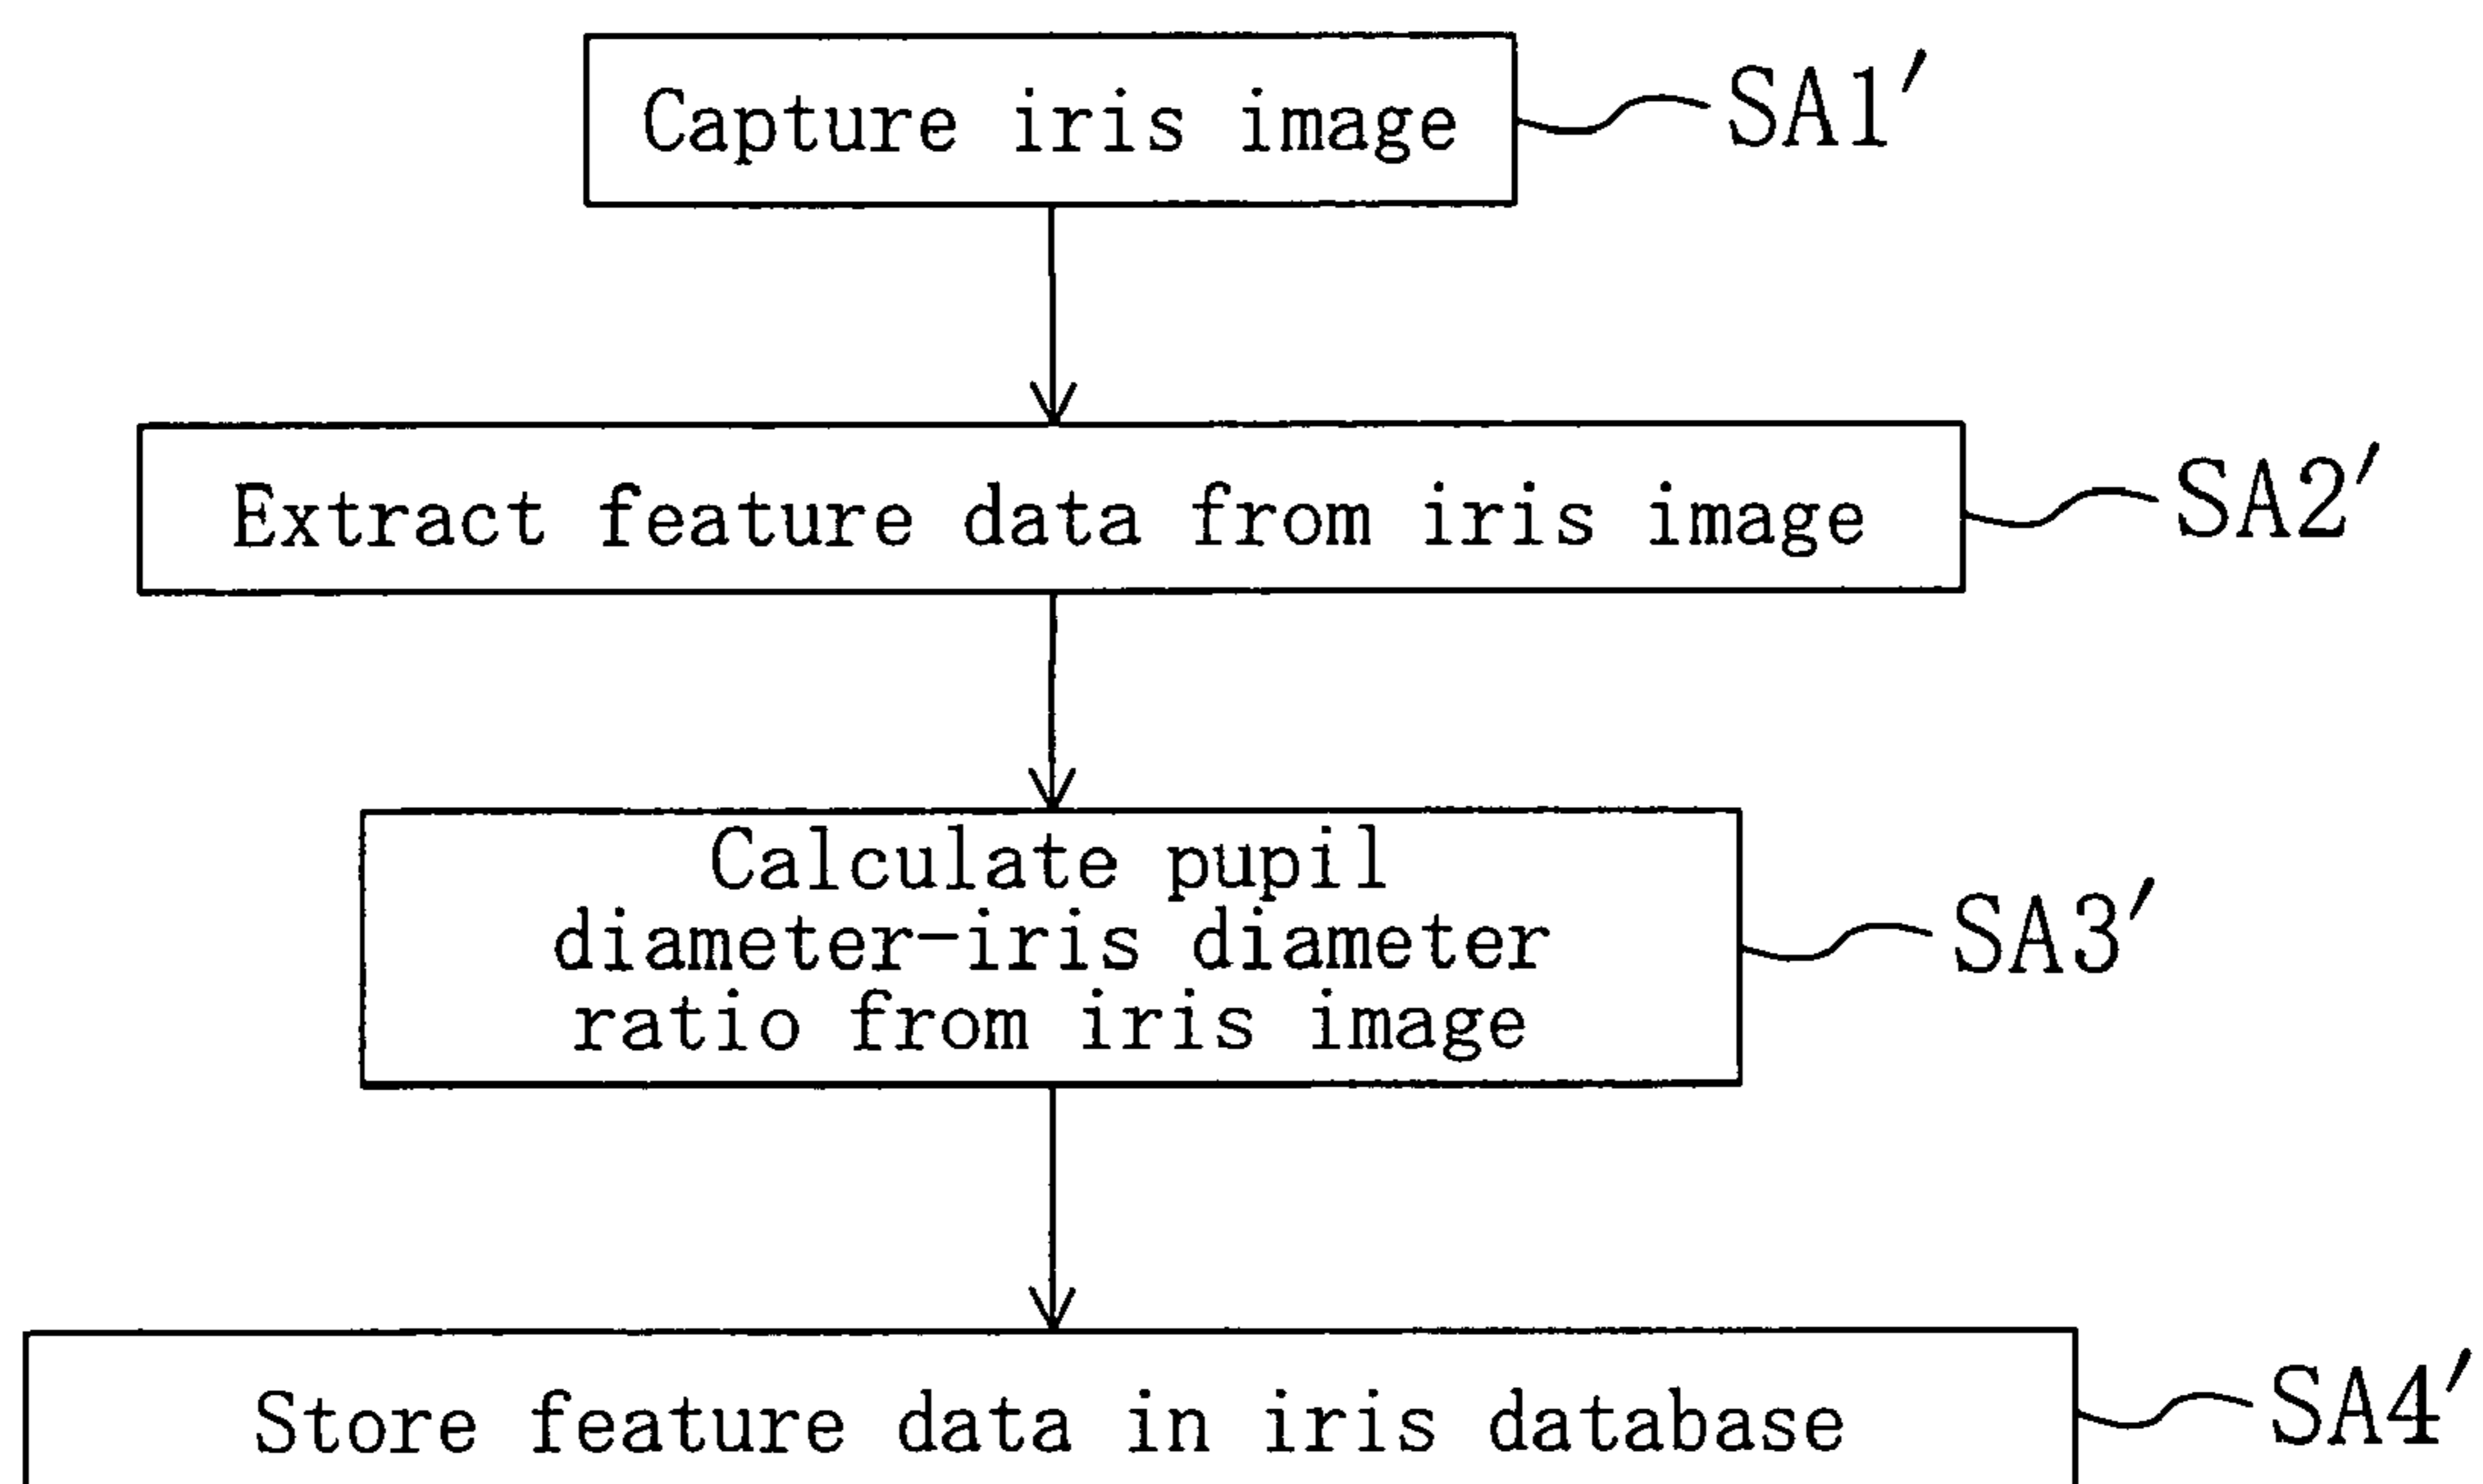 Capture iris image
SA1′
Extract feature data from iris image
SA2′
Calculate pupil
diameter-iris diameter
ratio from iris image
SA3′
Store feature data in iris database
SA4′